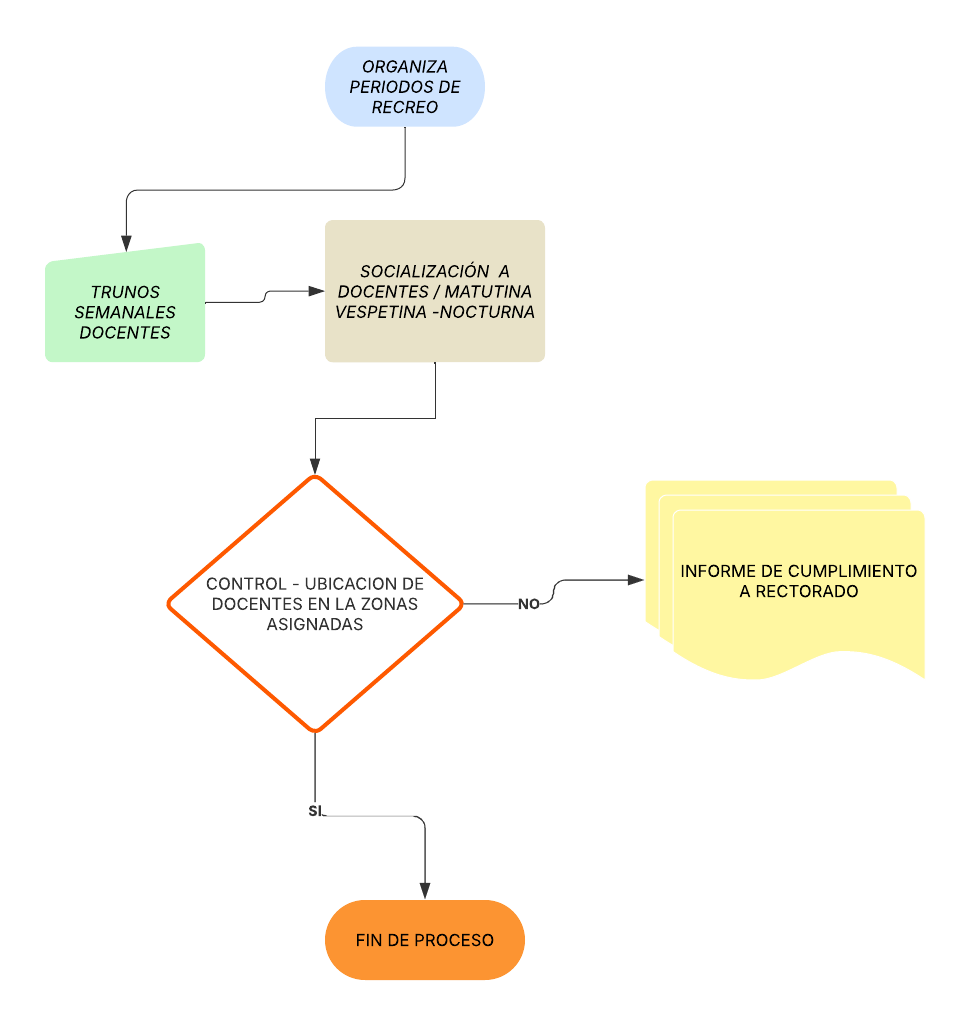 ORGANIZA
PERIODOS DE
RECREO
TRUNOS
SEMANALES
DOCENTES
SOCIALIZACIÓN A
DOCENTES / MATUTINA
VESPETINA -NOCTURNA
CONTROL - UBICACION DE
DOCENTES EN LA ZONAS
ASIGNADAS
NO
INFORME DE CUMPLIMIENTO
A RECTORADO
SI
FIN DE PROCESO